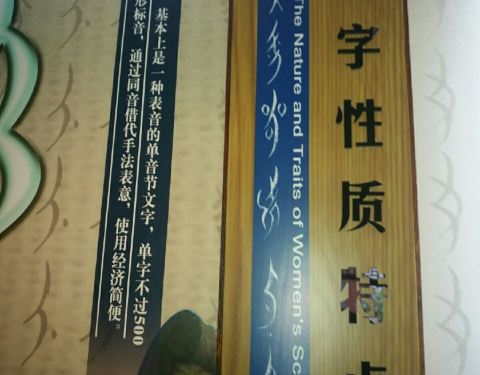 字性质特点
The Nature and Traits of Women's Sc
基本上是一种表音的单音节文字，单字不过500
形标音，通过同音借代手法表意，使用经济简便。